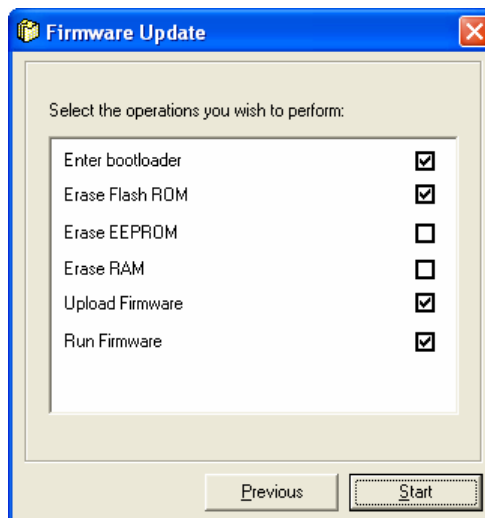 Firmware Update
Select the operations you wish to perform:
Enter bootloader
Erase Flash ROM
Erase EEPROM
Erase RAM
Upload Firmware
Run Firmware
Previous
Start